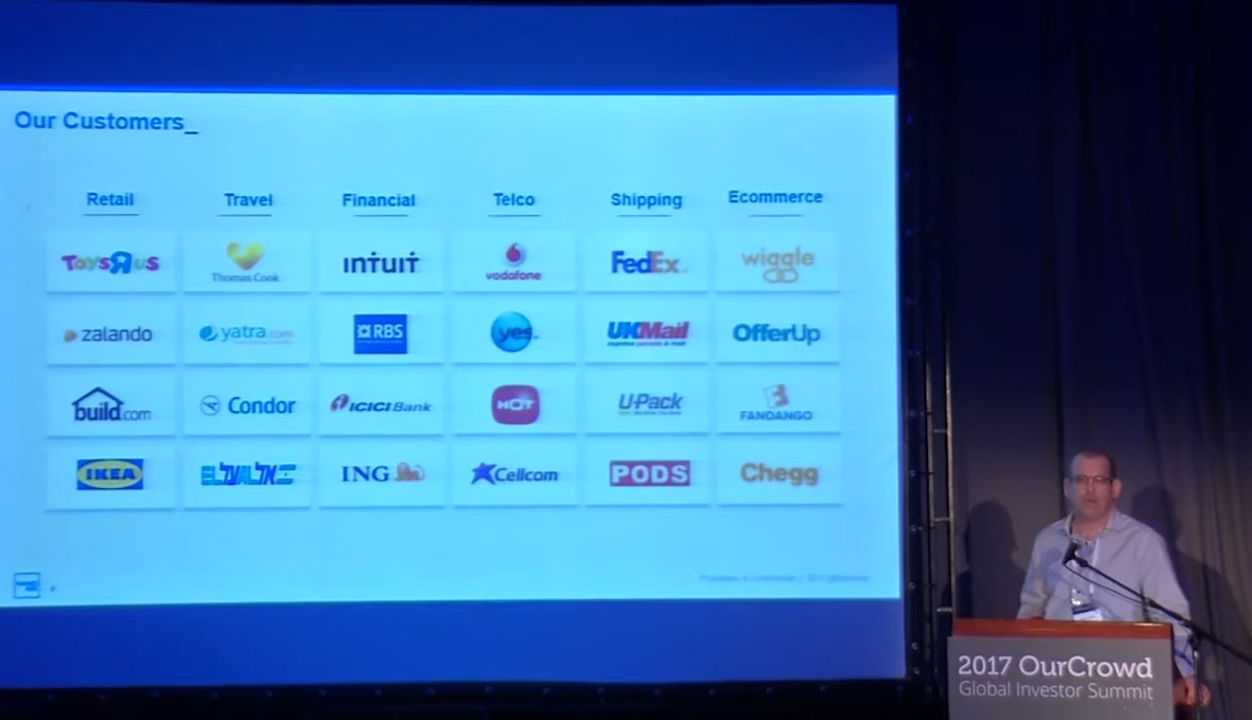 Our Customers_
Retail Travel Financial Telco Shipping Ecommerce
ToysЯus Thomas Cook intuit vodafone FedEx wiggle
zalando yatra.com RBS yes. UKMail OfferUp
build.com Condor ICICI Bank HOT U-Pack FANDANGO
IKEA ELאלעלAL ING Cellcom PODS Chegg
2017 OurCrowd
Global Investor Summit